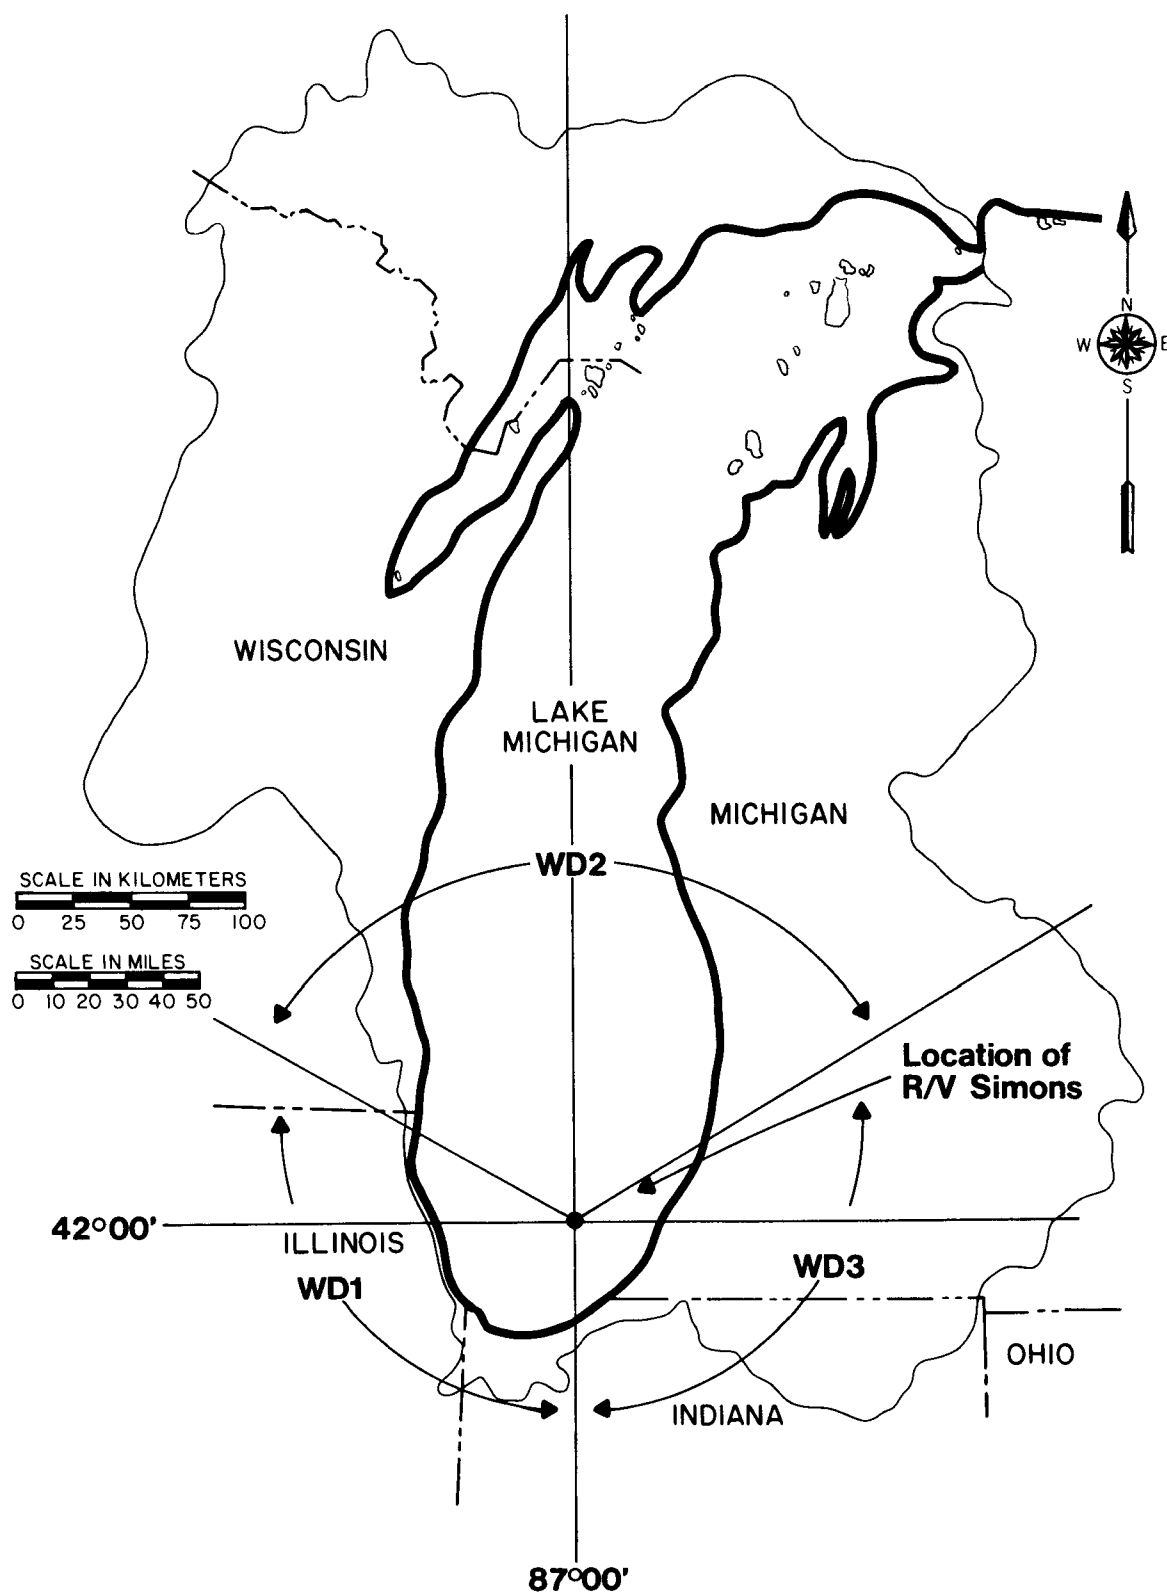 N
W E
S
WISCONSIN
LAKE
MICHIGAN
MICHIGAN
WD2
SCALE IN KILOMETERS
0 25 50 75 100
SCALE IN MILES
0 10 20 30 40 50
Location of
R/V Simons
42°00'
ILLINOIS
WD1
WD3
OHIO
INDIANA
87°00'